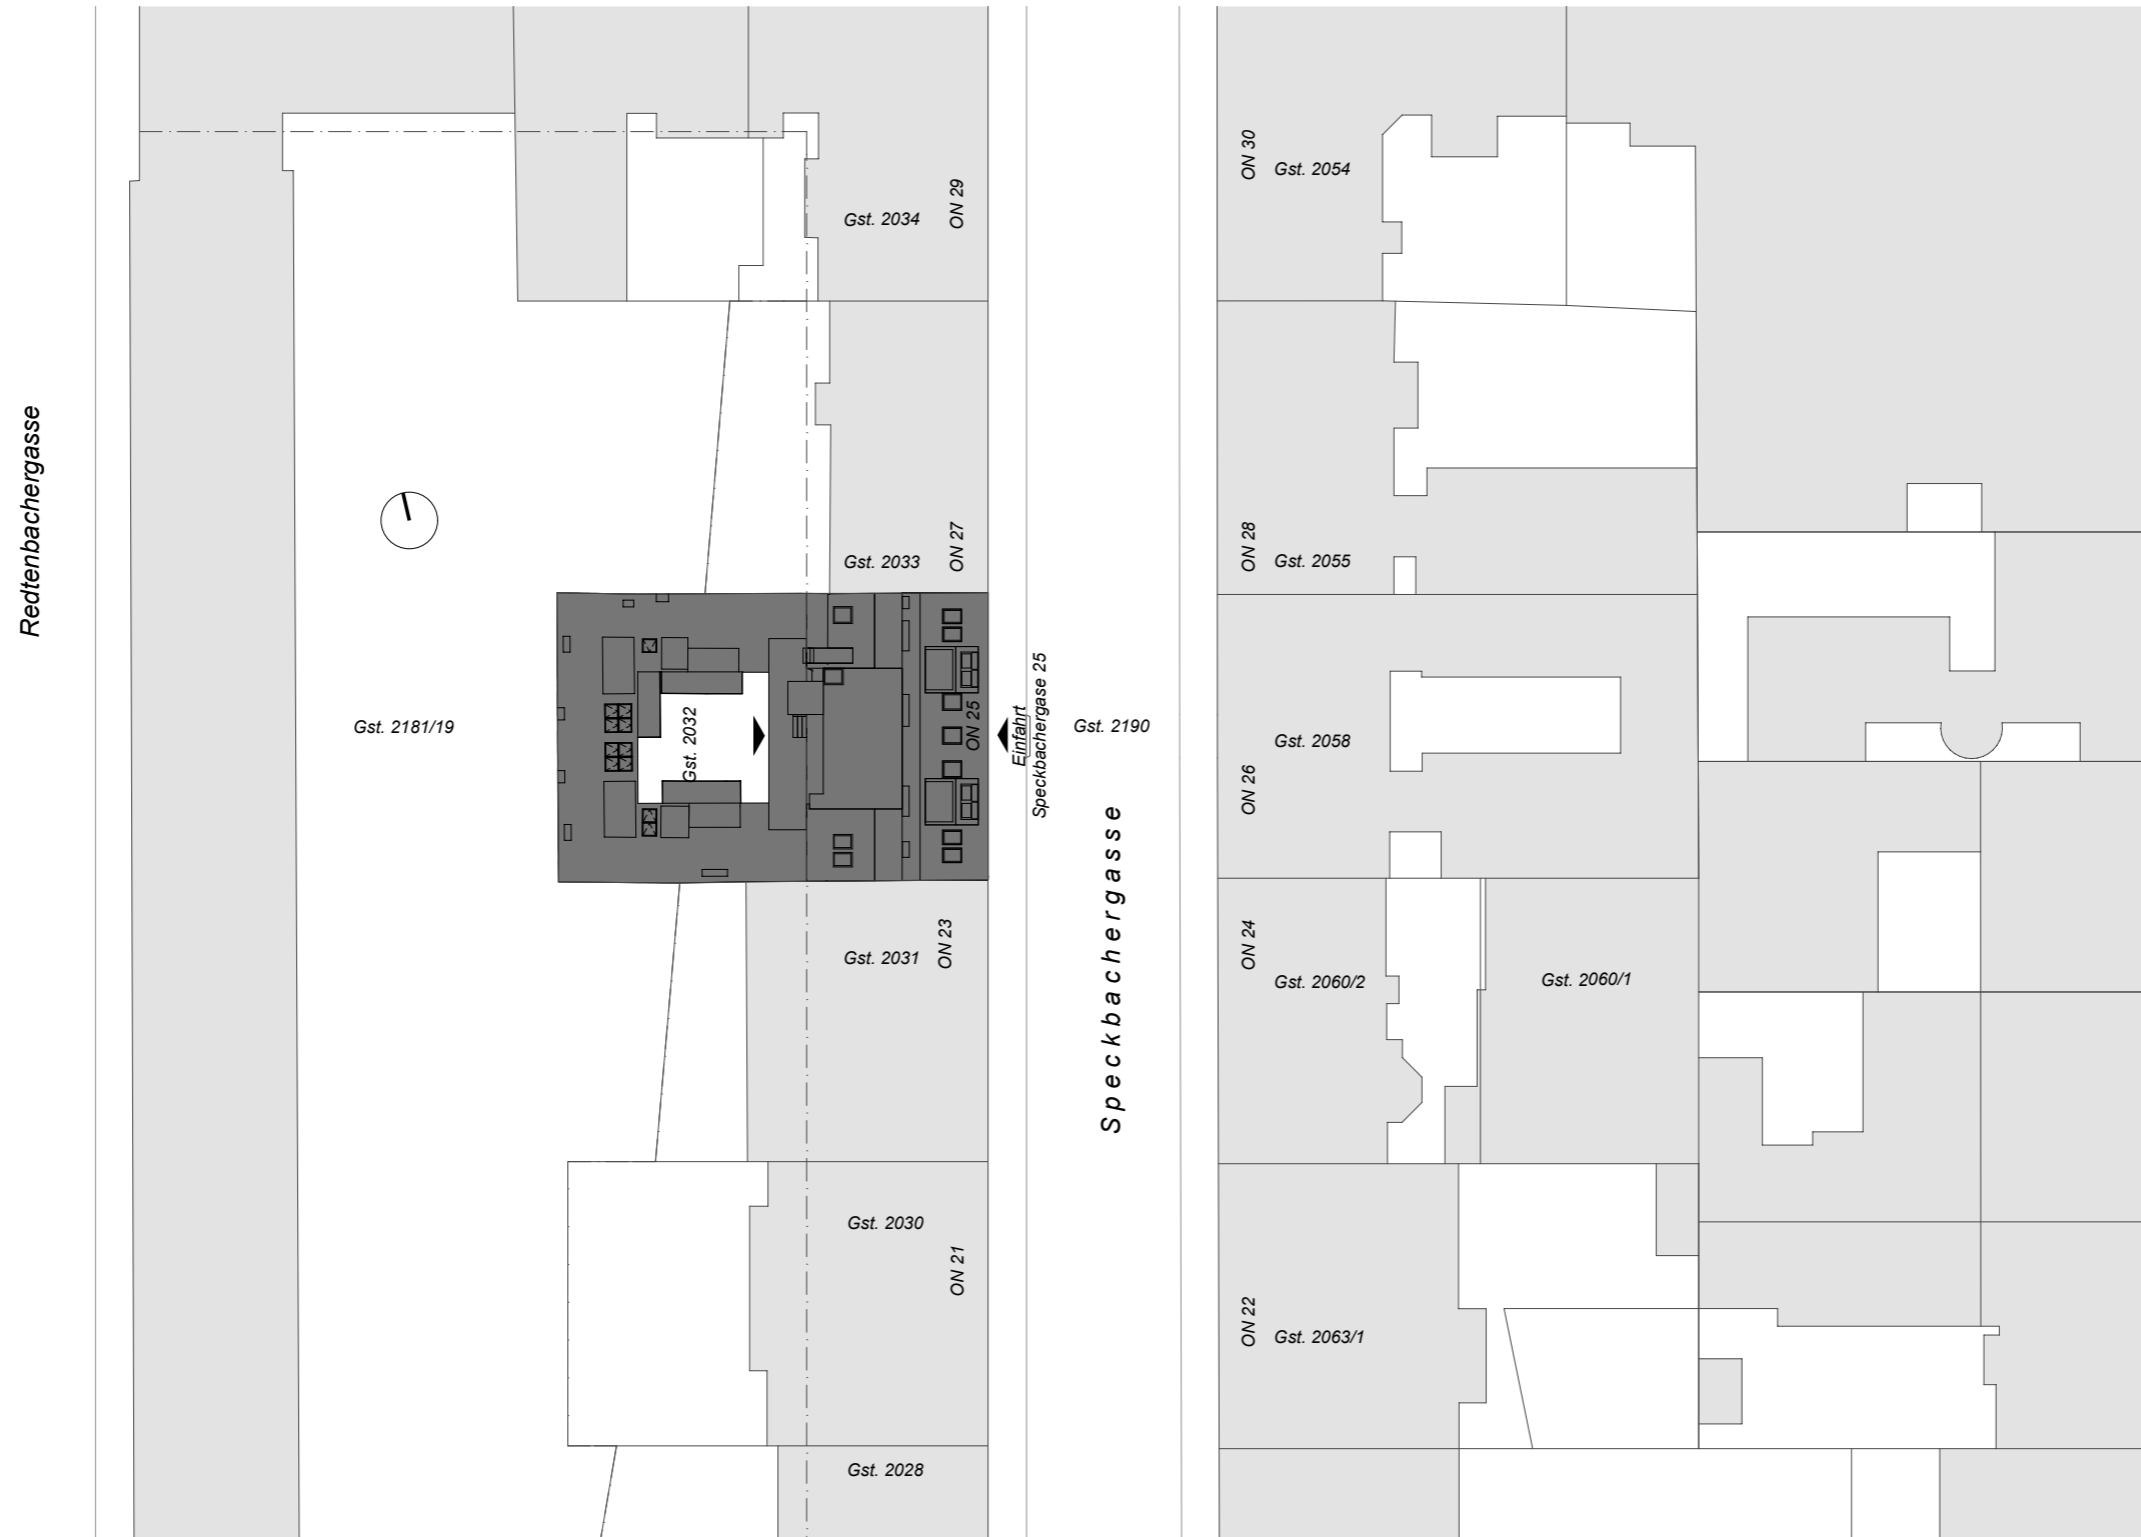 Redtenbachergasse
Gst. 2181/19
Gst. 2034
ON 29
Gst. 2033
ON 27
Gst. 2032
ON 25
Einfahrt
Speckbachergase 25
Gst. 2190
Speckbachergasse
Gst. 2031
ON 23
Gst. 2030
ON 21
Gst. 2028
ON 30
Gst. 2054
ON 28
Gst. 2055
Gst. 2058
ON 26
ON 24
Gst. 2060/2
Gst. 2060/1
ON 22
Gst. 2063/1